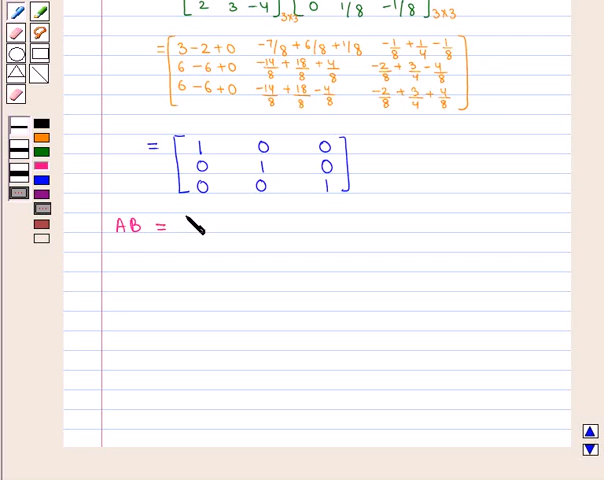 [ 2 3 -4 ]3x3 [ 0 1/8 -1/8 ]3x3
= [ 3-2+0 -7/8+6/8+1/8 -1/8+1/4-1/8
6-6+0 -14/8+18/8+4/8 -2/8+3/4-4/8
6-6+0 -14/8+18/8-4/8 -2/8+3/4+4/8 ]
= [ 1 0 0
0 1 0
0 0 1 ]
AB =